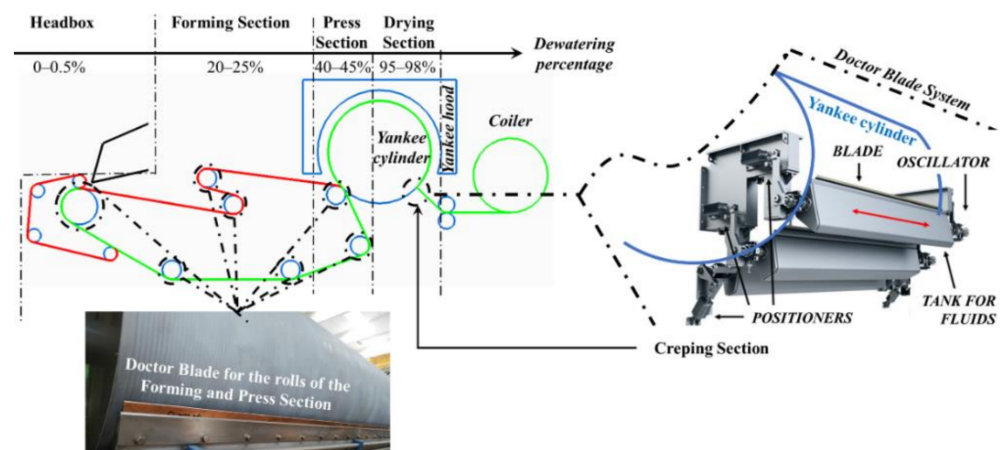 Headbox
Forming Section
Press
Section
Drying
Section
Dewatering
percentage
0–0.5%
20–25%
40–45%
95–98%
Yankee
cylinder
Yankee hood
Coiler
Doctor Blade System
Yankee cylinder
BLADE
OSCILLATOR
POSITIONERS
TANK FOR
FLUIDS
Creping Section
Doctor Blade for the rolls of the
Forming and Press Section